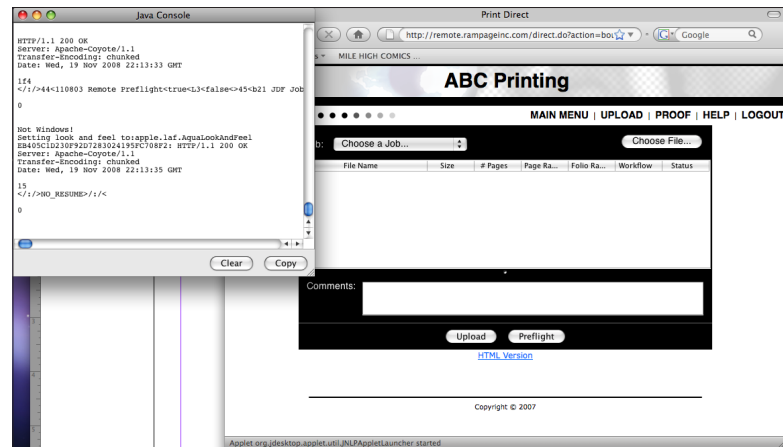 Java Console
HTTP/1.1 200 OK
Server: Apache-Coyote/1.1
Transfer-Encoding: chunked
Date: Wed, 19 Nov 2008 22:13:33 GMT
1f4
</:/>44<110803 Remote Preflight<true<L3<false<>45<b21 JDF Job
0
Not Windows!
Setting look and feel to:apple.laf.AquaLookAndFeel
EB405C1D230F92D7283024195FC708F2: HTTP/1.1 200 OK
Server: Apache-Coyote/1.1
Transfer-Encoding: chunked
Date: Wed, 19 Nov 2008 22:13:35 GMT
15
</:/>NO_RESUME>/:/<
0
Clear
Copy
Print Direct
http://remote.rampageinc.com/direct.do?action=bou
Google
MILE HIGH COMICS ...
ABC Printing
MAIN MENU | UPLOAD | PROOF | HELP | LOGOUT
b: Choose a Job...
Choose File...
File Name Size # Pages Page Ra... Folio Ra... Workflow Status
Comments:
Upload
Preflight
HTML Version
Copyright © 2007
Applet org.jdesktop.applet.util.JNLPAppletLauncher started